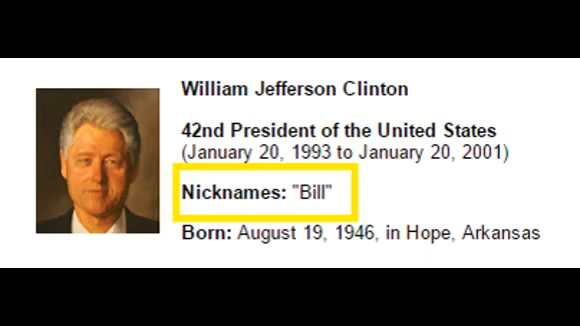 William Jefferson Clinton
42nd President of the United States
(January 20, 1993 to January 20, 2001)
Nicknames: "Bill"
Born: August 19, 1946, in Hope, Arkansas